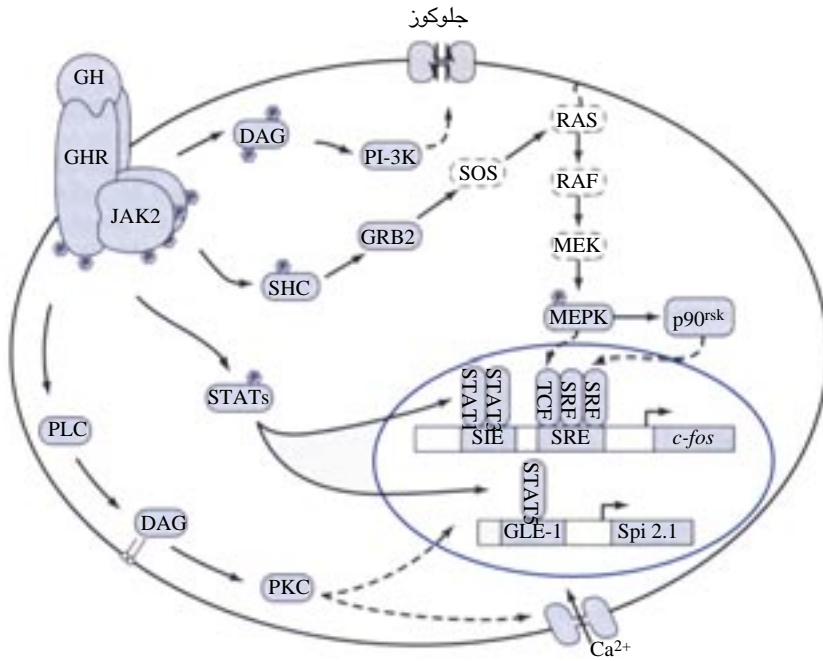 جلوكوز
GH
GHR
JAK2
DAG
PI-3K
SOS
RAS
RAF
MEK
GRB2
SHC
MEPK
p90rsk
STATs
STAT1
STAT3
TCF
SRF
SRF
SIE
SRE
c-fos
PLC
STAT5
GLE-1
Spi 2.1
DAG
PKC
Ca2+